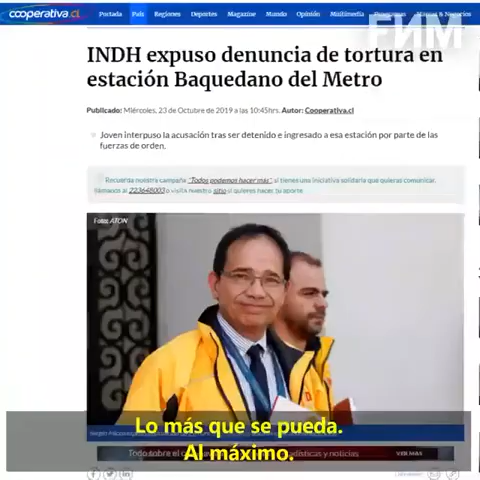 cooperativa.cl
Portada País Regiones Deportes Magazine Mundo Opinión Multimedia
INDH expuso denuncia de tortura en
estación Baquedano del Metro
Publicado: Miércoles, 23 de Octubre de 2019 a las 10:45hrs. Autor: Cooperativa.cl
Joven interpuso la acusación tras ser detenido e ingresado a esa estación por parte de las
fuerzas de orden.
Recuerda nuestra campaña "Todos podemos hacer más", si tienes una iniciativa solidaria que quieras comunicar,
llámanos al 223648003 o visita nuestro sitio si quieres hacer tu aporte
Foto: ATON
Lo más que se pueda.
Al máximo.
VER MÁS